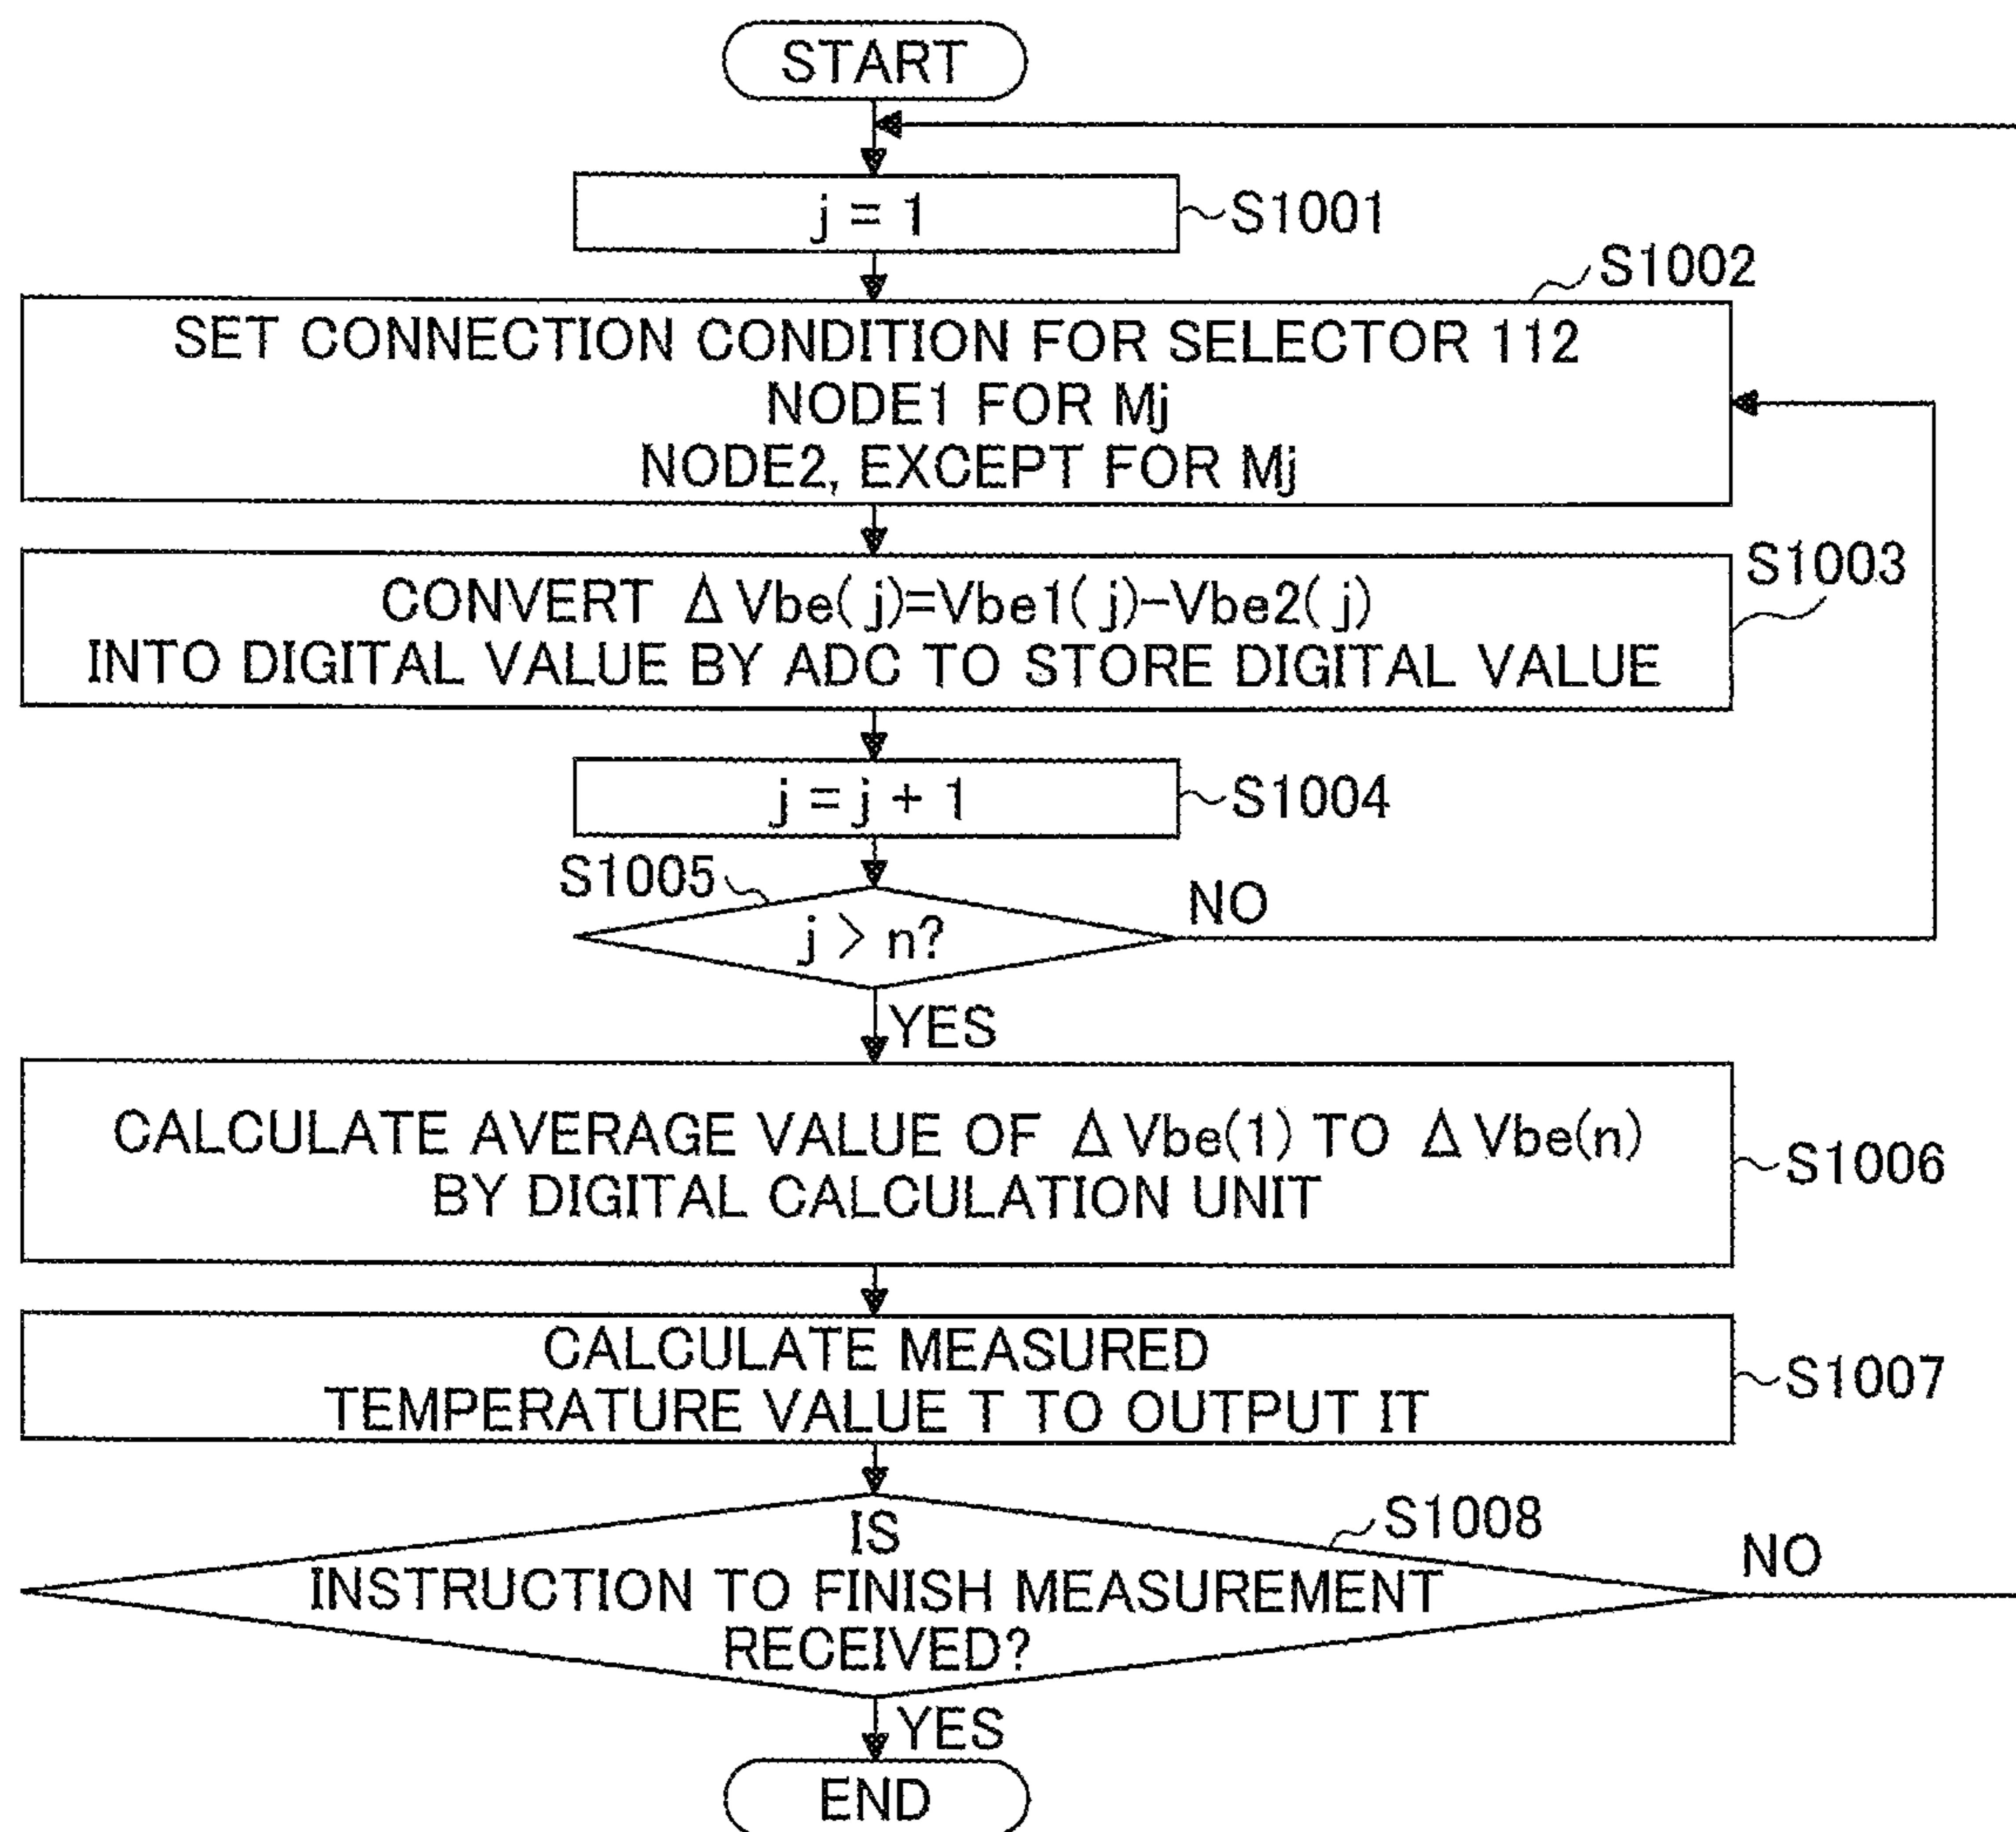 START
j = 1
S1001
S1002
SET CONNECTION CONDITION FOR SELECTOR 112
NODE1 FOR Mj
NODE2, EXCEPT FOR Mj
S1003
CONVERT ΔVbe(j)=Vbe1(j)-Vbe2(j)
INTO DIGITAL VALUE BY ADC TO STORE DIGITAL VALUE
j = j + 1
S1004
S1005
j > n?
NO
YES
CALCULATE AVERAGE VALUE OF ΔVbe(1) TO ΔVbe(n)
BY DIGITAL CALCULATION UNIT
S1006
CALCULATE MEASURED
TEMPERATURE VALUE T TO OUTPUT IT
S1007
S1008
IS
INSTRUCTION TO FINISH MEASUREMENT
RECEIVED?
NO
YES
END